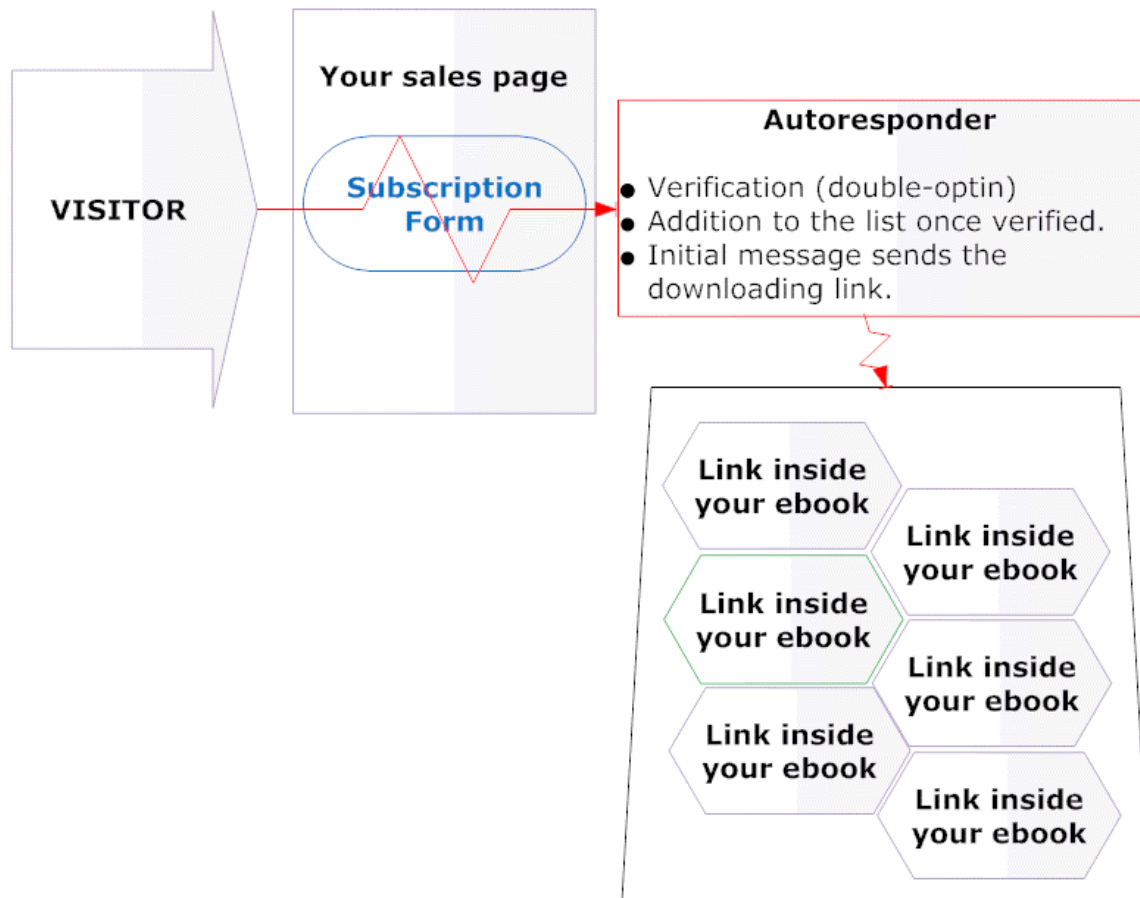 VISITOR
Your sales page
Subscription
Form
Autoresponder
● Verification (double-optin)
● Addition to the list once verified.
● Initial message sends the
downloading link.
Link inside
your ebook
Link inside
your ebook
Link inside
your ebook
Link inside
your ebook
Link inside
your ebook
Link inside
your ebook